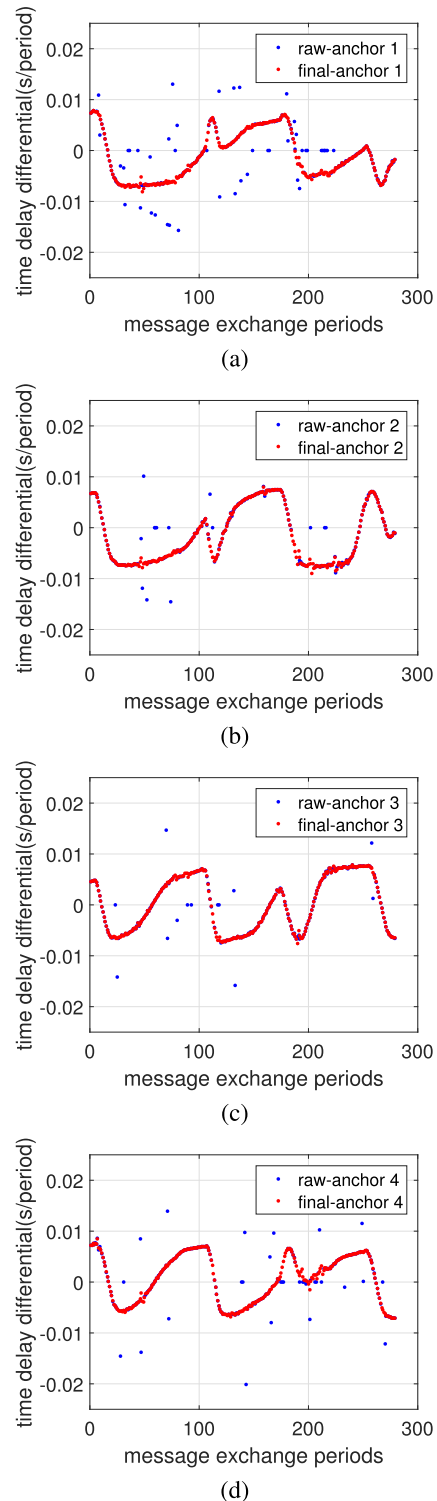 time delay differential(s/period)
0.02
0.01
0
-0.01
-0.02
raw-anchor 1
final-anchor 1
0 100 200 300
message exchange periods
(a)
time delay differential(s/period)
0.02
0.01
0
-0.01
-0.02
raw-anchor 2
final-anchor 2
0 100 200 300
message exchange periods
(b)
time delay differential(s/period)
0.02
0.01
0
-0.01
-0.02
raw-anchor 3
final-anchor 3
0 100 200 300
message exchange periods
(c)
time delay differential(s/period)
0.02
0.01
0
-0.01
-0.02
raw-anchor 4
final-anchor 4
0 100 200 300
message exchange periods
(d)